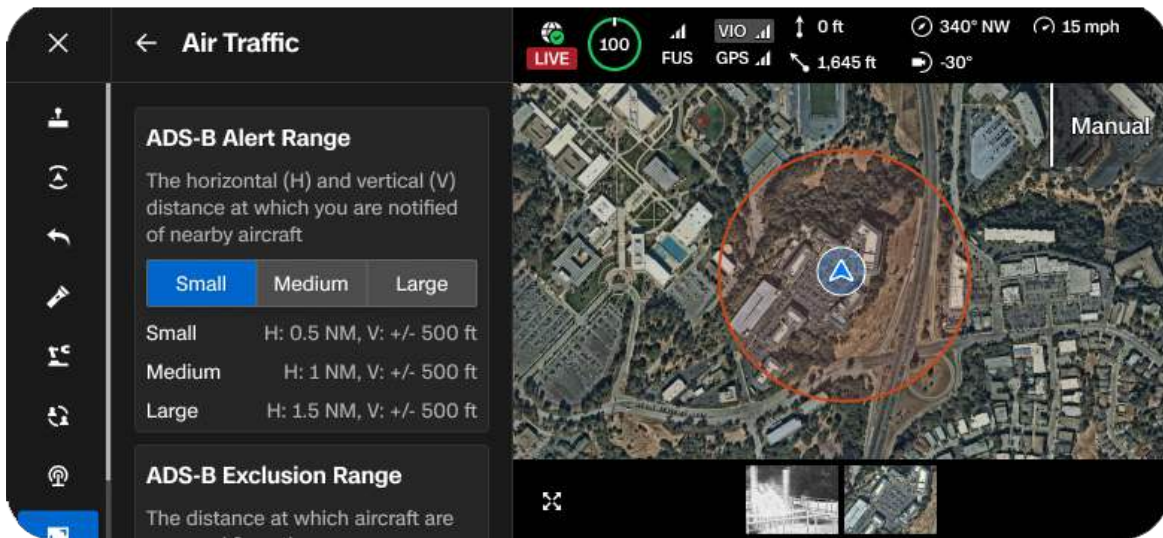 Air Traffic
ADS-B Alert Range
The horizontal (H) and vertical (V)
distance at which you are notified
of nearby aircraft
Small Medium Large
Small H: 0.5 NM, V: +/- 500 ft
Medium H: 1 NM, V: +/- 500 ft
Large H: 1.5 NM, V: +/- 500 ft
ADS-B Exclusion Range
The distance at which aircraft are
LIVE
100
FUS
VIO
GPS
0 ft
1,645 ft
340° NW
-30°
15 mph
Manual